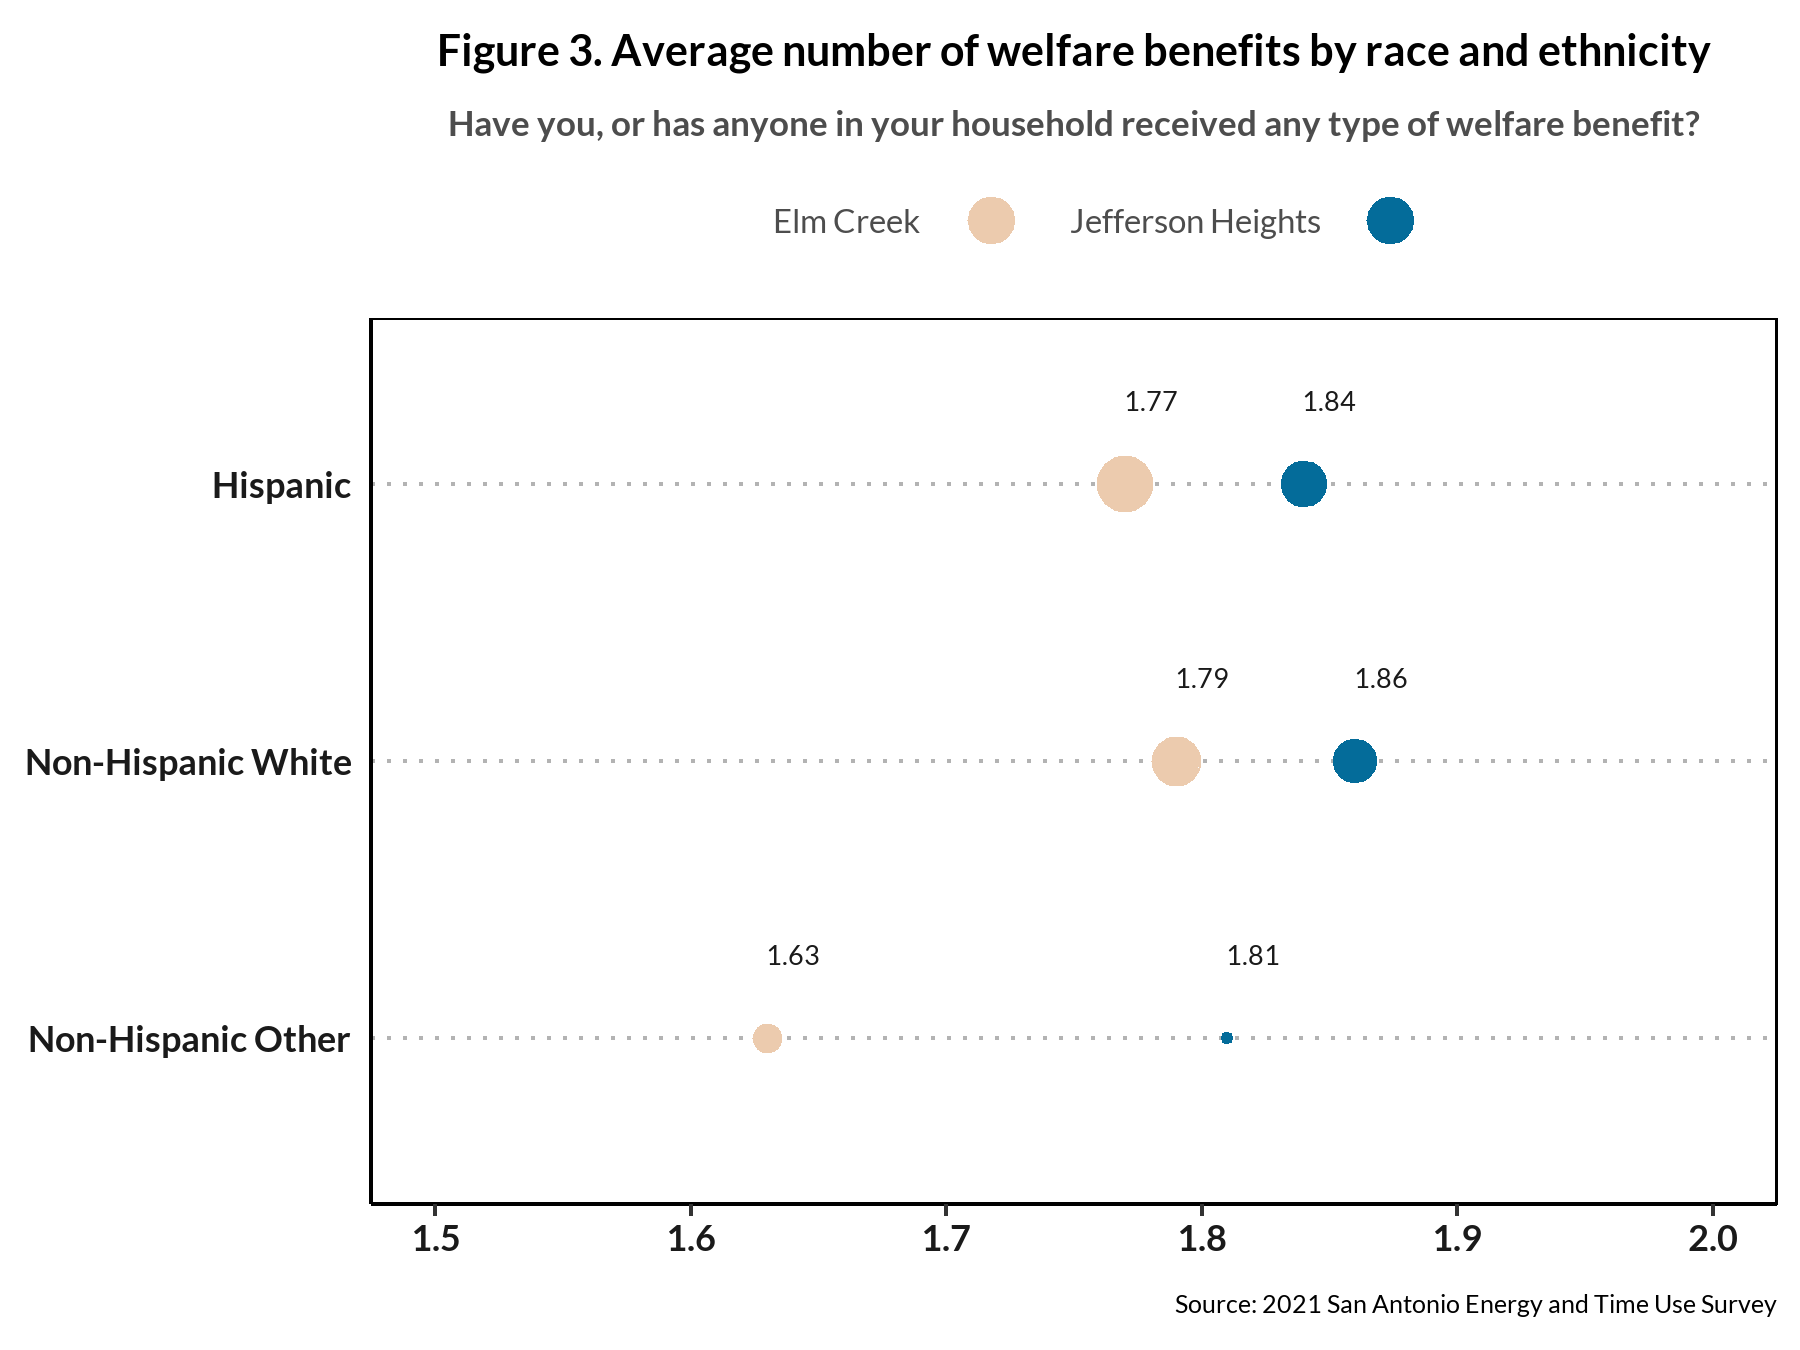 Figure 3. Average number of welfare benefits by race and ethnicity
Have you, or has anyone in your household received any type of welfare benefit?
Elm Creek Jefferson Heights
1.77 1.84
Hispanic
1.79 1.86
Non-Hispanic White
1.63 1.81
Non-Hispanic Other
1.5 1.6 1.7 1.8 1.9 2.0
Source: 2021 San Antonio Energy and Time Use Survey